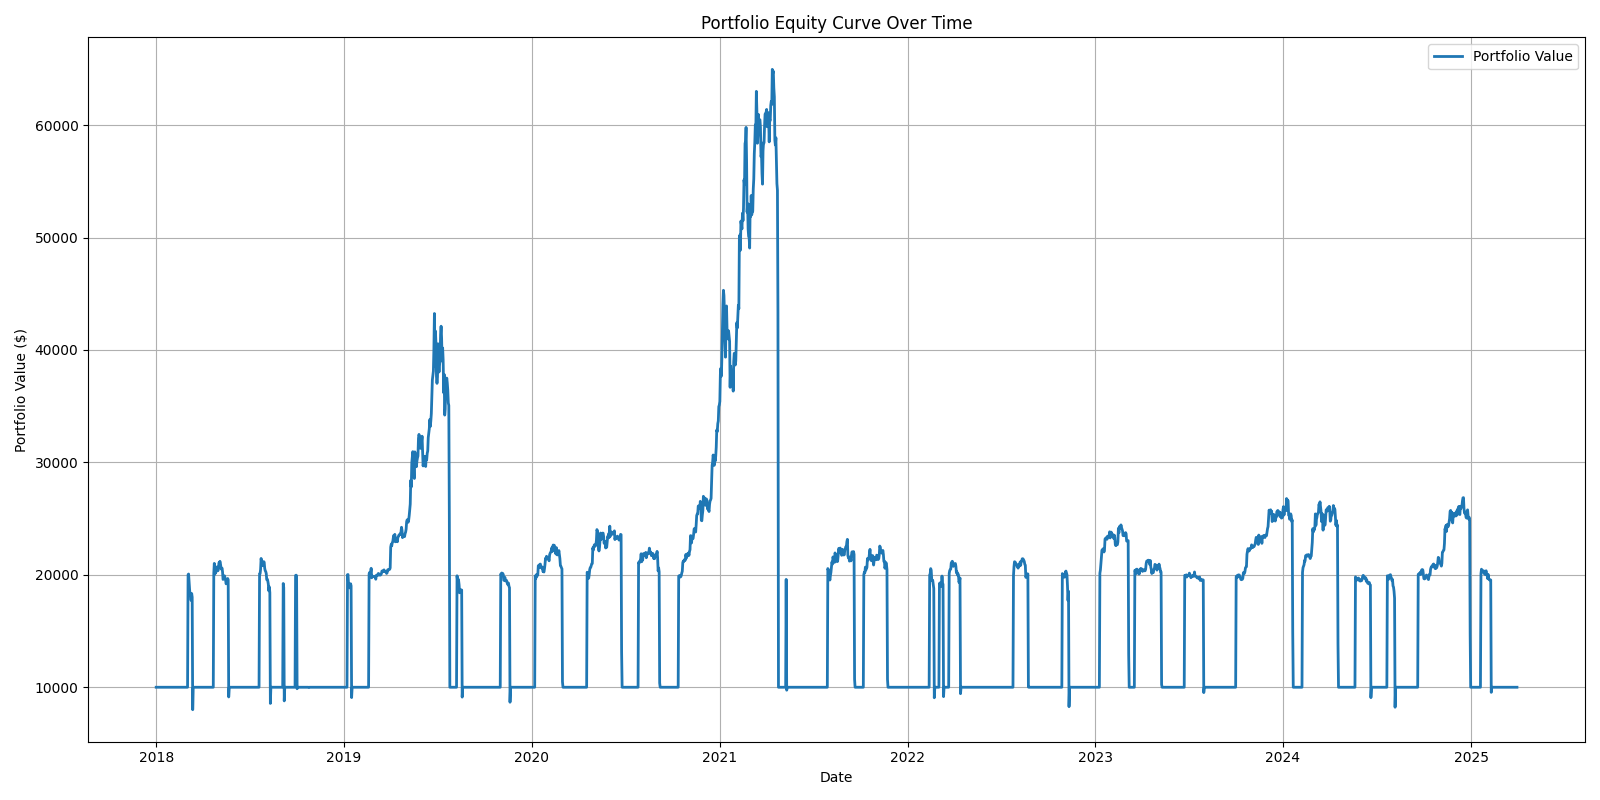 Portfolio Equity Curve Over Time
Portfolio Value
Portfolio Value ($)
60000
50000
40000
30000
20000
10000
2018 2019 2020 2021 2022 2023 2024 2025
Date